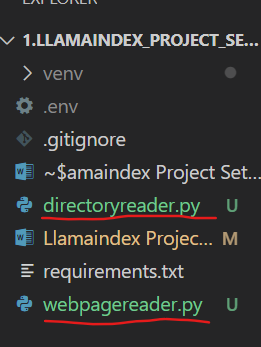 EXPLORER
1.LLAMAINDEX_PROJECT_SE...
venv
.env
.gitignore
~$amaindex Project Set...
directoryreader.py U
Llamaindex Projec... M
requirements.txt
webpagereader.py U